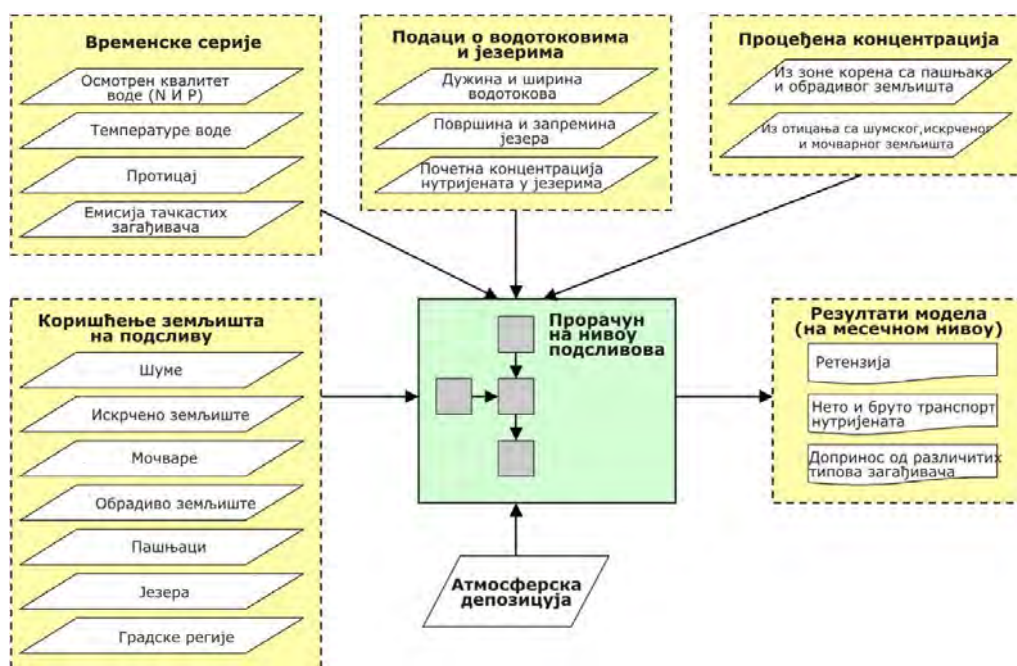 Временске серије
Осмотрен квалитет
воде (N И P)
Температуре воде
Протицај
Емисија тачкастих
загађивача
Подаци о водотоковима
и језерима
Дужина и ширина
водотокова
Површина и запремина
језера
Почетна концентрација
нутријената у језерима
Процеђена концентрација
Из зоне корена са пашњака
и обрадивог земљишта
Из отицања са шумског,искрченог
и мочварног земљишта
Коришћење земљишта
на подсливу
Шуме
Искрчено земљиште
Мочваре
Обрадиво земљиште
Пашњаци
Језера
Градске регије
Прорачун
на нивоу
подсливова
Атмосферска
депозицуја
Резултати модела
(на месечном нивоу)
Ретензија
Нето и бруто транспорт
нутријената
Допринос од различитих
типова загађивача